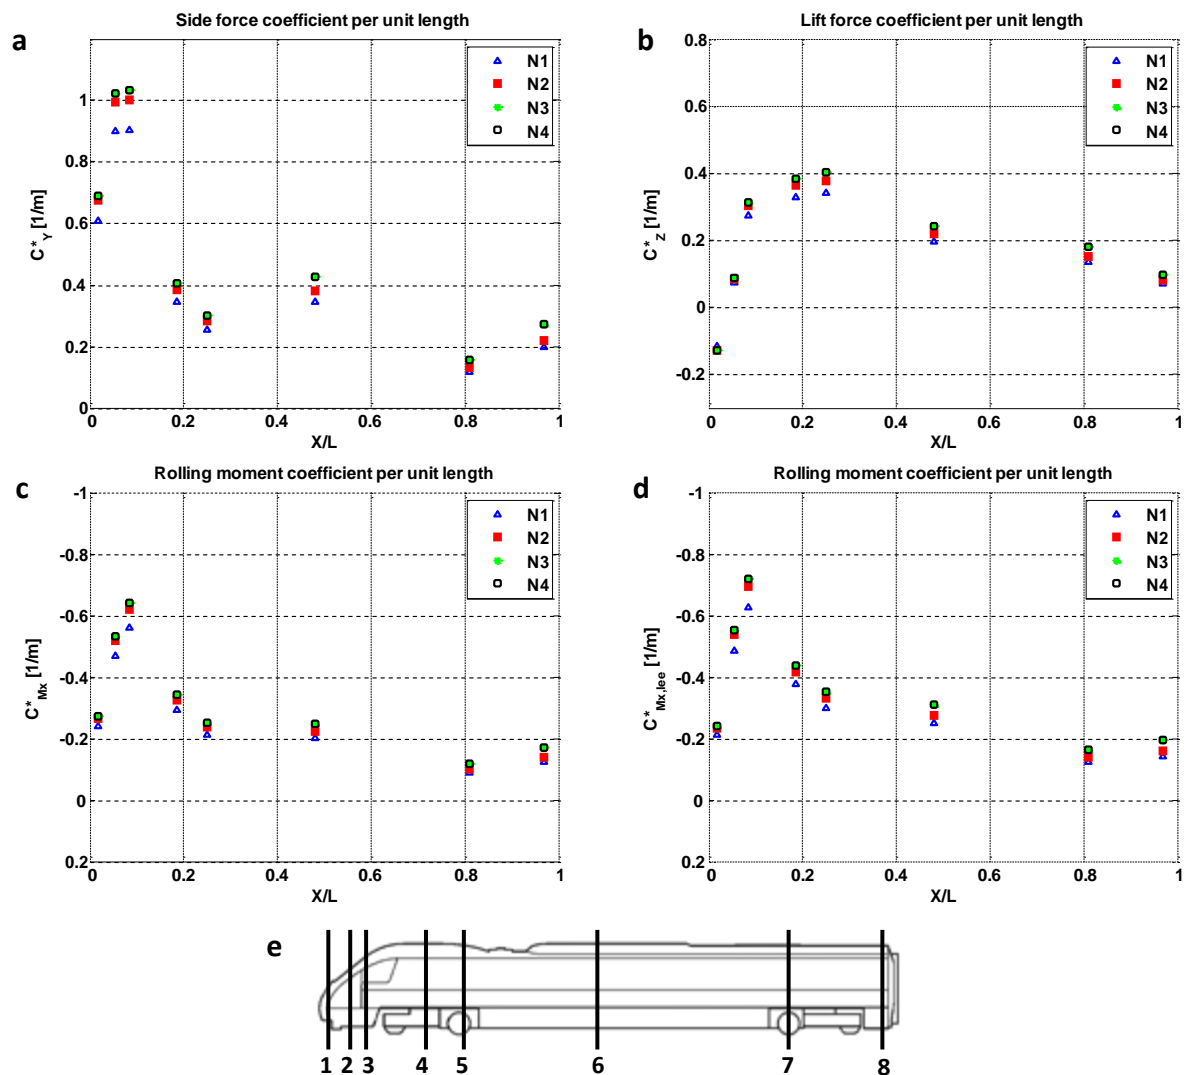 a
Side force coefficient per unit length
C*Y [1/m]
1
0.8
0.6
0.4
0.2
0
0 0.2 0.4 0.6 0.8 1
X/L
N1
N2
N3
N4
b
Lift force coefficient per unit length
C*Z [1/m]
0.8
0.6
0.4
0.2
0
-0.2
0 0.2 0.4 0.6 0.8 1
X/L
N1
N2
N3
N4
c
Rolling moment coefficient per unit length
C*Mx [1/m]
-1
-0.8
-0.6
-0.4
-0.2
0
0.2
0 0.2 0.4 0.6 0.8 1
X/L
N1
N2
N3
N4
d
Rolling moment coefficient per unit length
C*Mx,lee [1/m]
-1
-0.8
-0.6
-0.4
-0.2
0
0.2
0 0.2 0.4 0.6 0.8 1
X/L
N1
N2
N3
N4
e
1 2 3 4 5 6 7 8